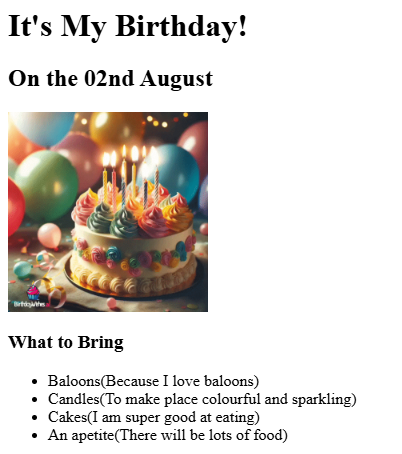 It's My Birthday!
On the 02nd August
BirthdayWishes
What to Bring
Baloons(Because I love baloons)
Candles(To make place colourful and sparkling)
Cakes(I am super good at eating)
An apetite(There will be lots of food)